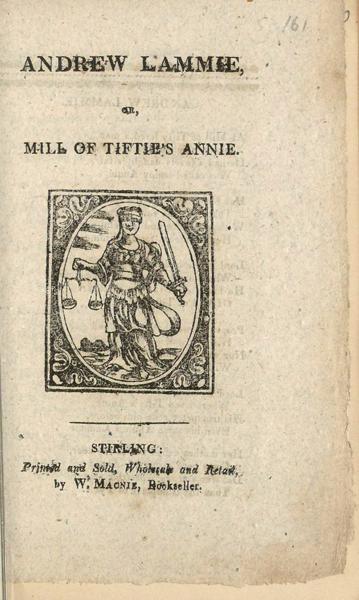 161
ANDREW LAMMIE,
OR,
MILL OF TIFTIE'S ANNIE.
STIRLING:
Printed and Sold, Wholesale and Retail,
by W. MACNIE, Bookseller.